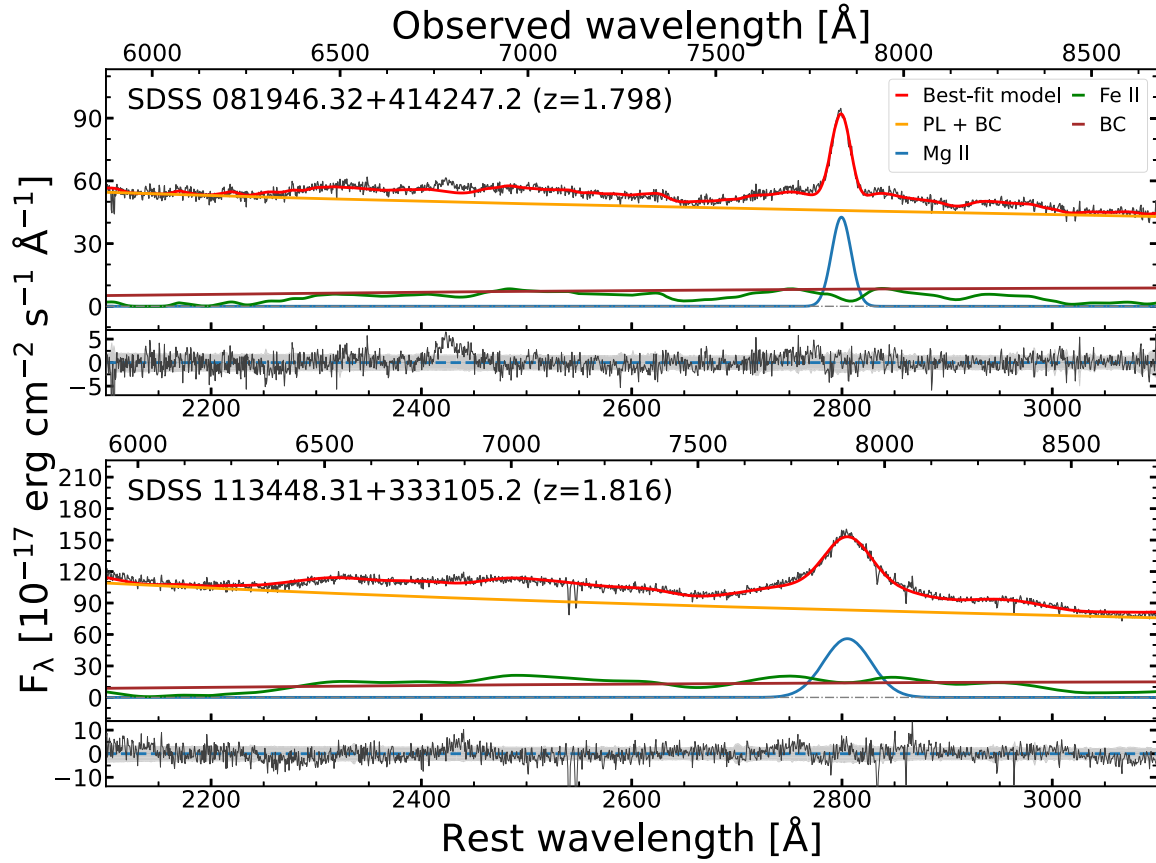 Observed wavelength [Å]
6000 6500 7000 7500 8000 8500
SDSS 081946.32+414247.2 (z=1.798)
Best-fit model
PL + BC
Mg II
Fe II
BC
90
60
30
0
5
0
−5
2200 2400 2600 2800 3000
6000 6500 7000 7500 8000 8500
SDSS 113448.31+333105.2 (z=1.816)
210
180
150
120
90
60
30
0
10
0
−10
2200 2400 2600 2800 3000
Rest wavelength [Å]
F_λ [10⁻¹⁷ erg cm⁻² s⁻¹ Å⁻¹]